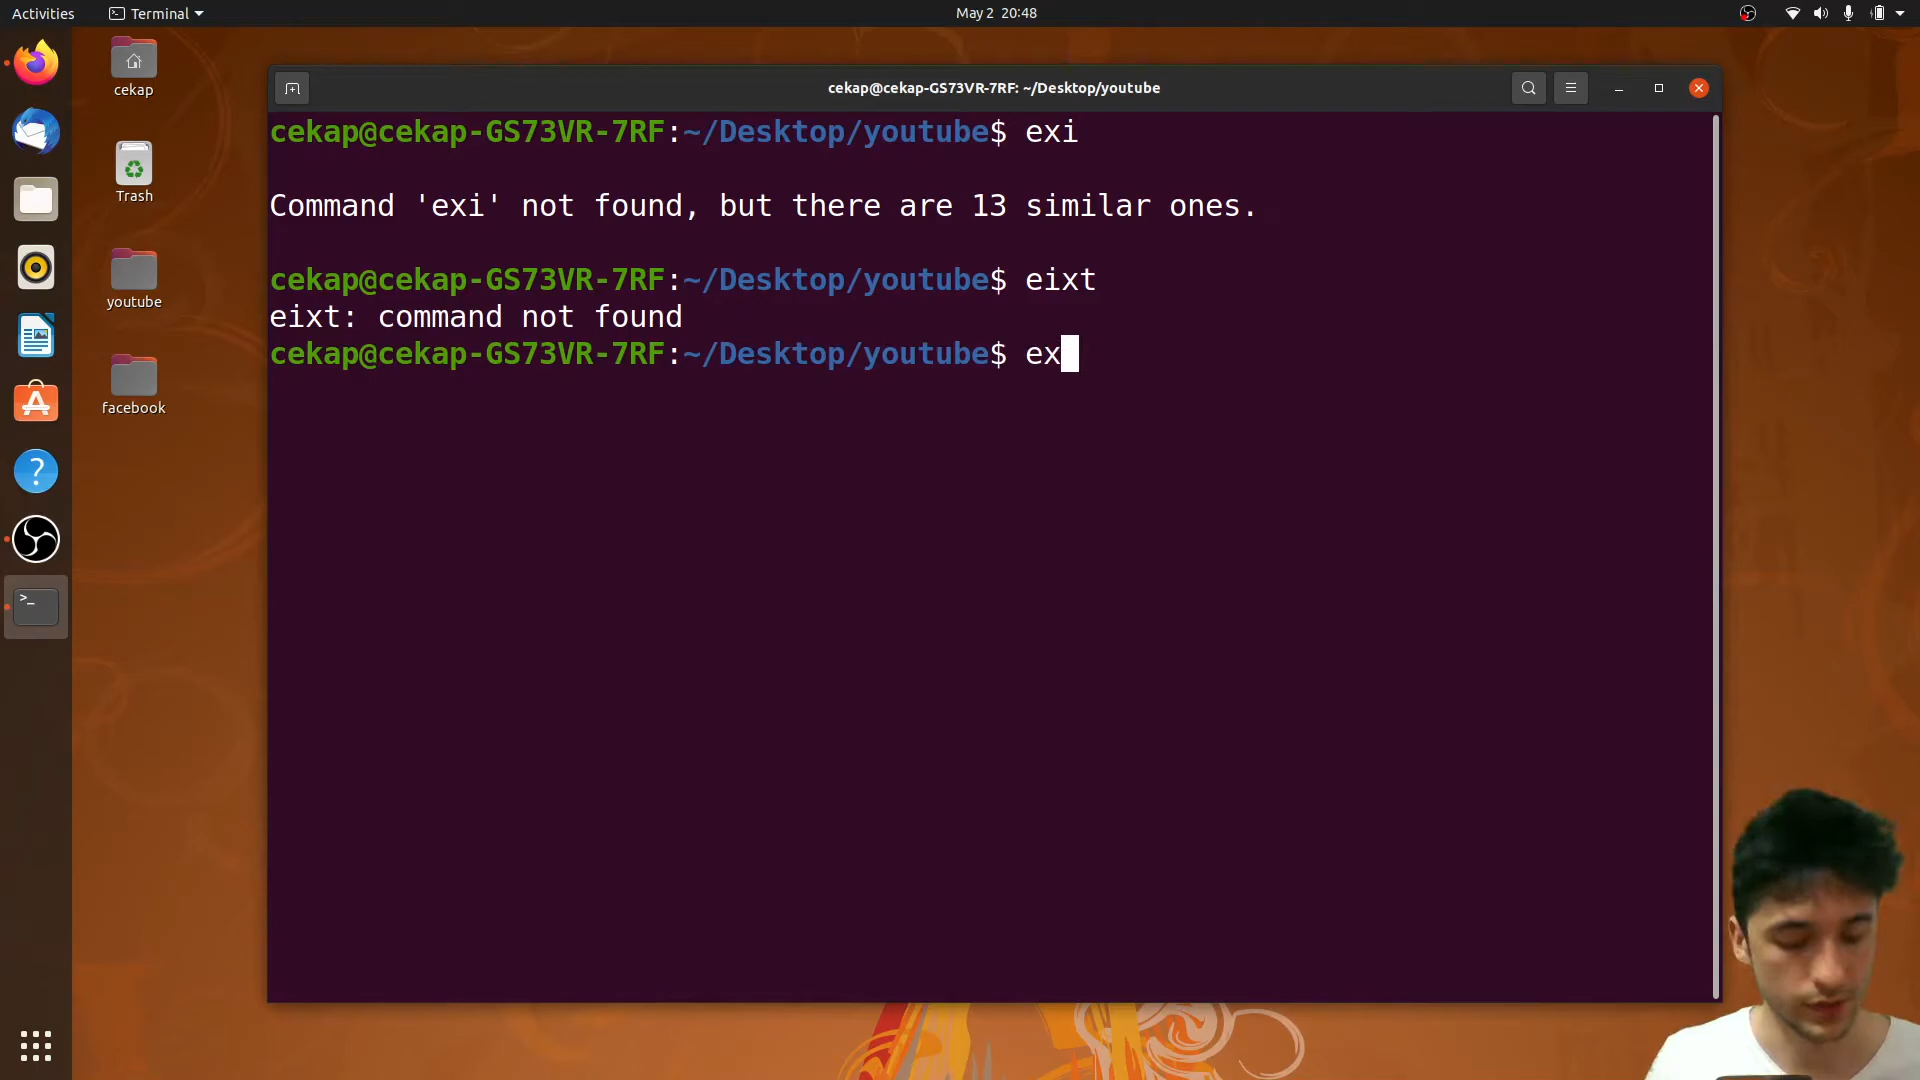 Activities
Terminal
May 2 20:48
cekap
Trash
youtube
facebook
cekap@cekap-GS73VR-7RF: ~/Desktop/youtube
cekap@cekap-GS73VR-7RF:~/Desktop/youtube$ exi
Command 'exi' not found, but there are 13 similar ones.
cekap@cekap-GS73VR-7RF:~/Desktop/youtube$ eixt
eixt: command not found
cekap@cekap-GS73VR-7RF:~/Desktop/youtube$ ex